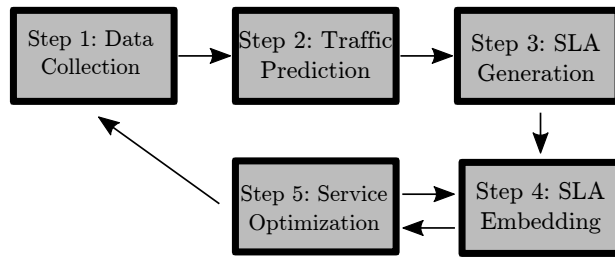 Step 1: Data
Collection
Step 2: Traffic
Prediction
Step 3: SLA
Generation
Step 4: SLA
Embedding
Step 5: Service
Optimization